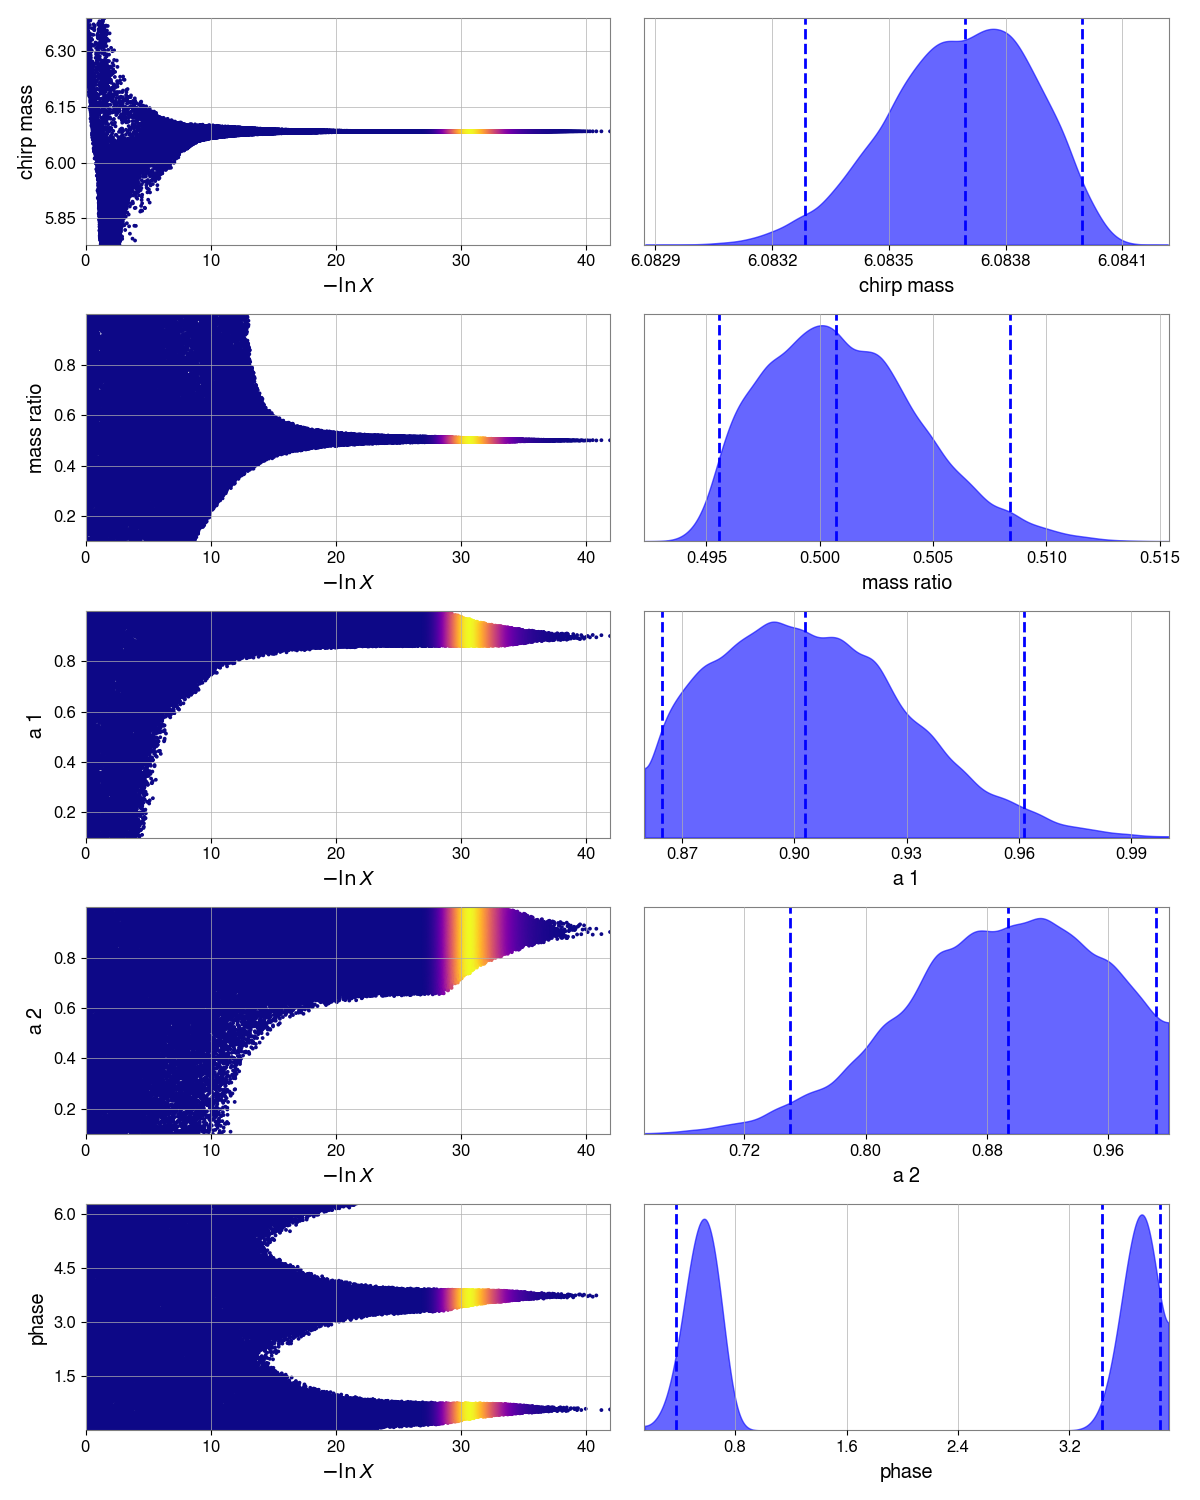 6.30
6.15
6.00
5.85
chirp mass
0 10 20 30 40
−ln X
6.0829 6.0832 6.0835 6.0838 6.0841
chirp mass
0.8
0.6
0.4
0.2
mass ratio
0 10 20 30 40
−ln X
0.495 0.500 0.505 0.510 0.515
mass ratio
0.8
0.6
0.4
0.2
a 1
0 10 20 30 40
−ln X
0.87 0.90 0.93 0.96 0.99
a 1
0.8
0.6
0.4
0.2
a 2
0 10 20 30 40
−ln X
0.72 0.80 0.88 0.96
a 2
6.0
4.5
3.0
1.5
phase
0 10 20 30 40
−ln X
0.8 1.6 2.4 3.2
phase